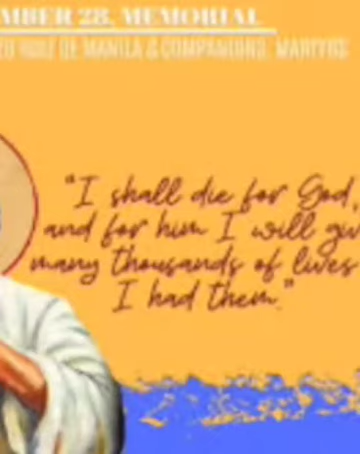 MBER 28. MEMORIAL
ZO RUIZ DE MANILA & COMPANIONS, MARTYRS
"I shall die for God,
and for him I will giv
many thousands of lives
I had them."